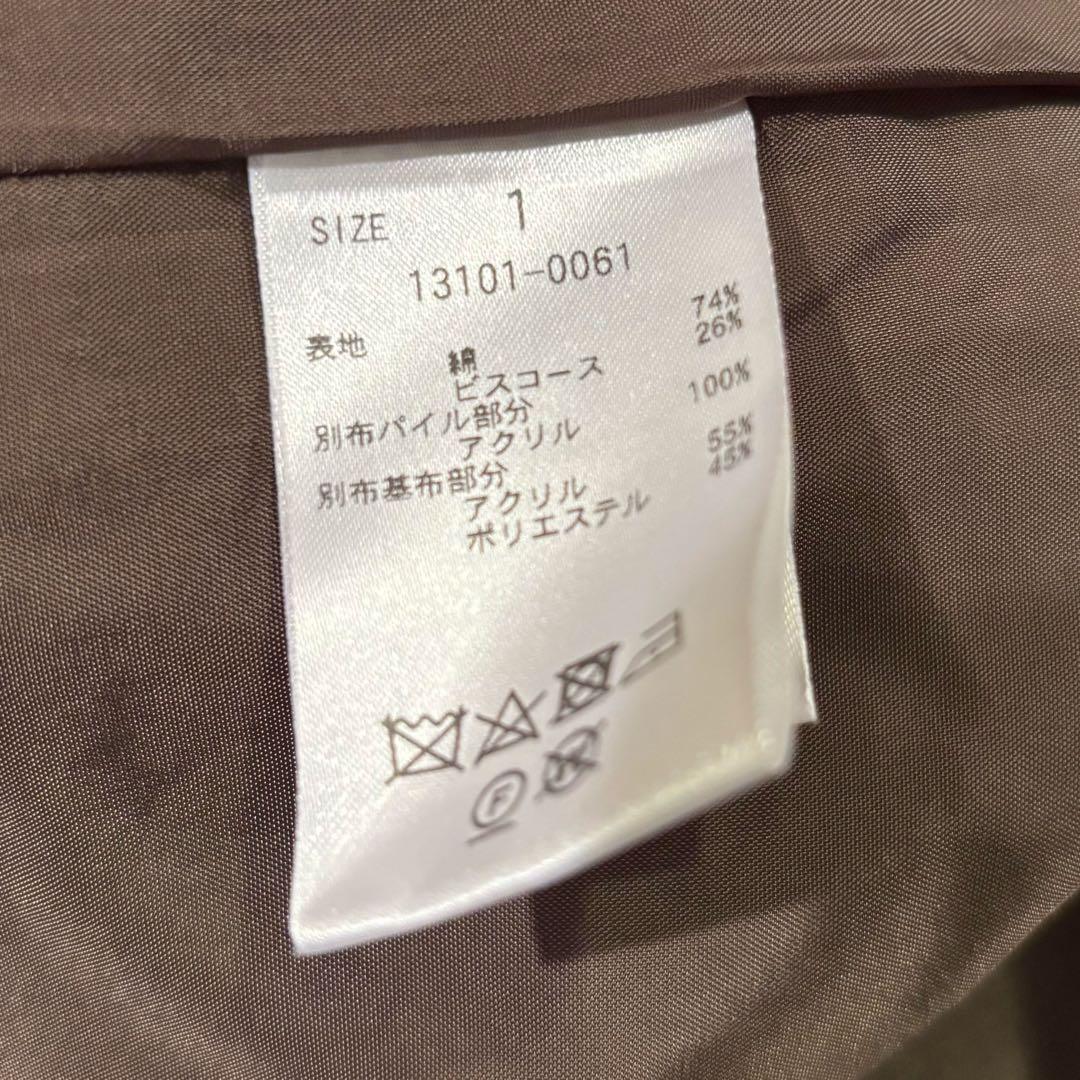 SIZE 1
13101-0061
表地 綿 74%
ビスコース 26%
別布パイル部分
アクリル 100%
別布基布部分
アクリル 55%
ポリエステル 45%
F